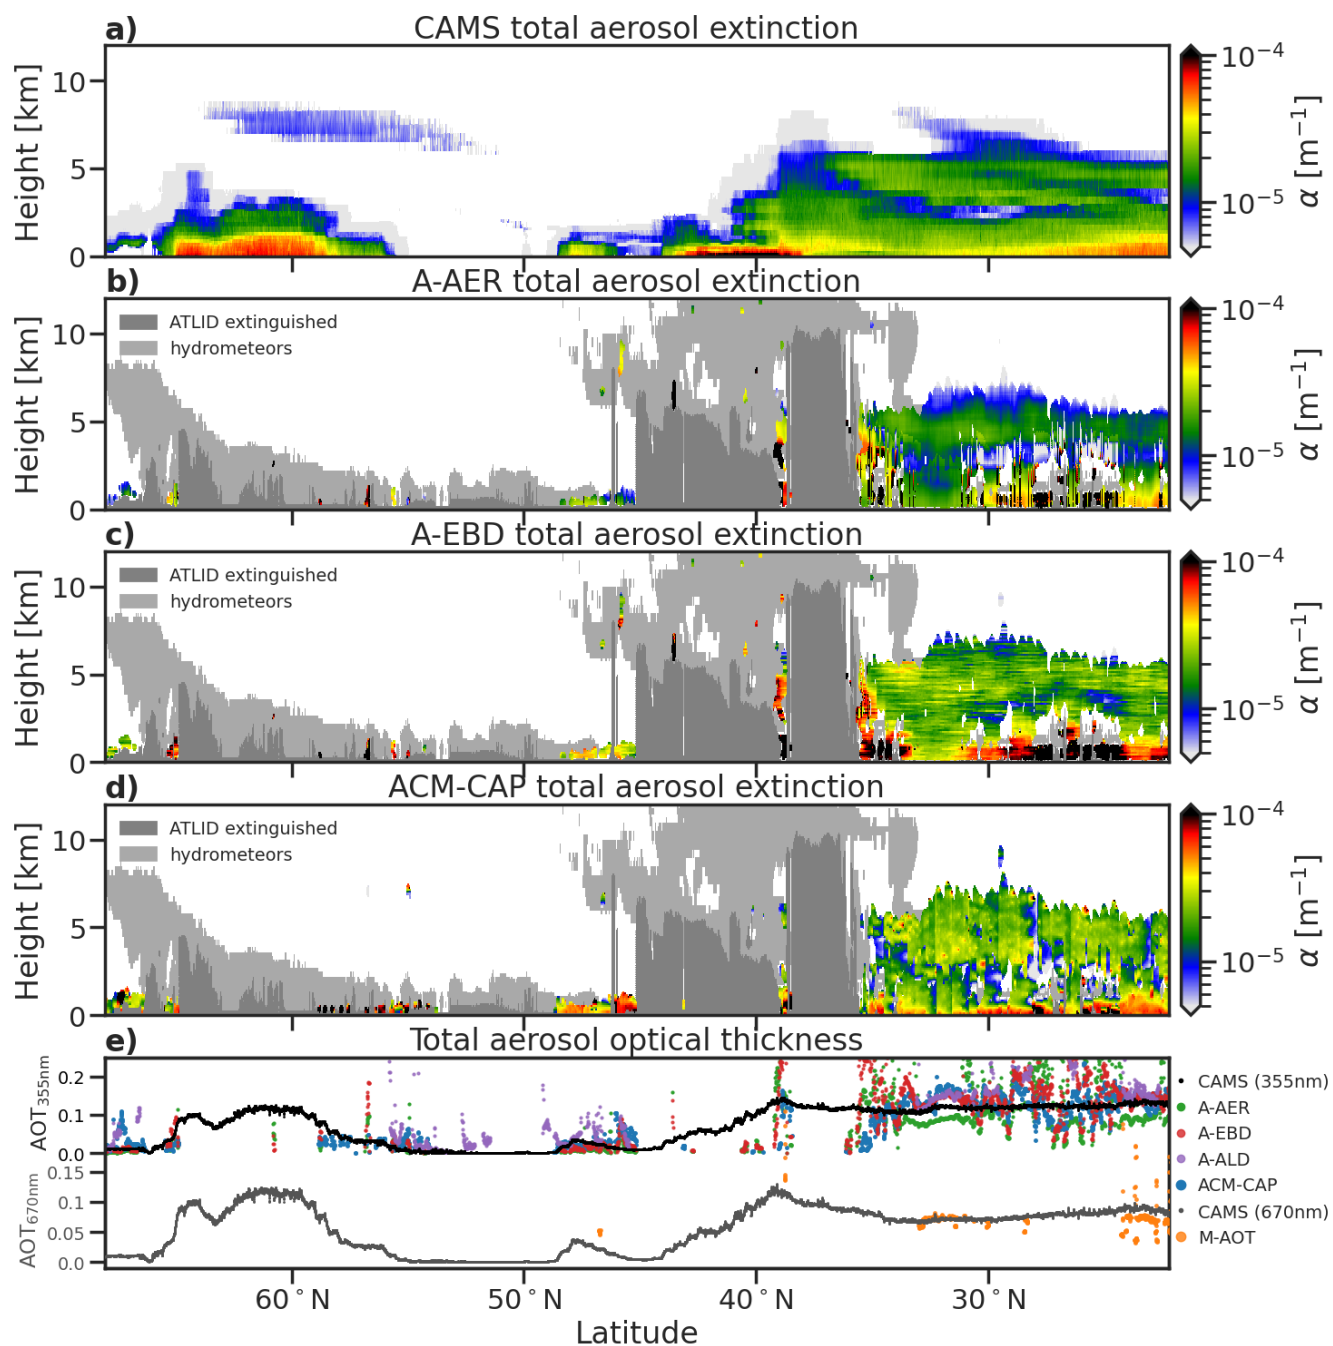 a) CAMS total aerosol extinction
10
5
0
Height [km]
10⁻⁴
10⁻⁵
α [m⁻¹]
b) A-AER total aerosol extinction
ATLID extinguished
hydrometeors
10
5
0
Height [km]
10⁻⁴
10⁻⁵
α [m⁻¹]
c) A-EBD total aerosol extinction
ATLID extinguished
hydrometeors
10
5
0
Height [km]
10⁻⁴
10⁻⁵
α [m⁻¹]
d) ACM-CAP total aerosol extinction
ATLID extinguished
hydrometeors
10
5
0
Height [km]
10⁻⁴
10⁻⁵
α [m⁻¹]
e) Total aerosol optical thickness
0.2
0.1
0.0
AOT355nm
0.15
0.10
0.05
0.0
AOT670nm
CAMS (355nm)
A-AER
A-EBD
A-ALD
ACM-CAP
CAMS (670nm)
M-AOT
60°N 50°N 40°N 30°N
Latitude